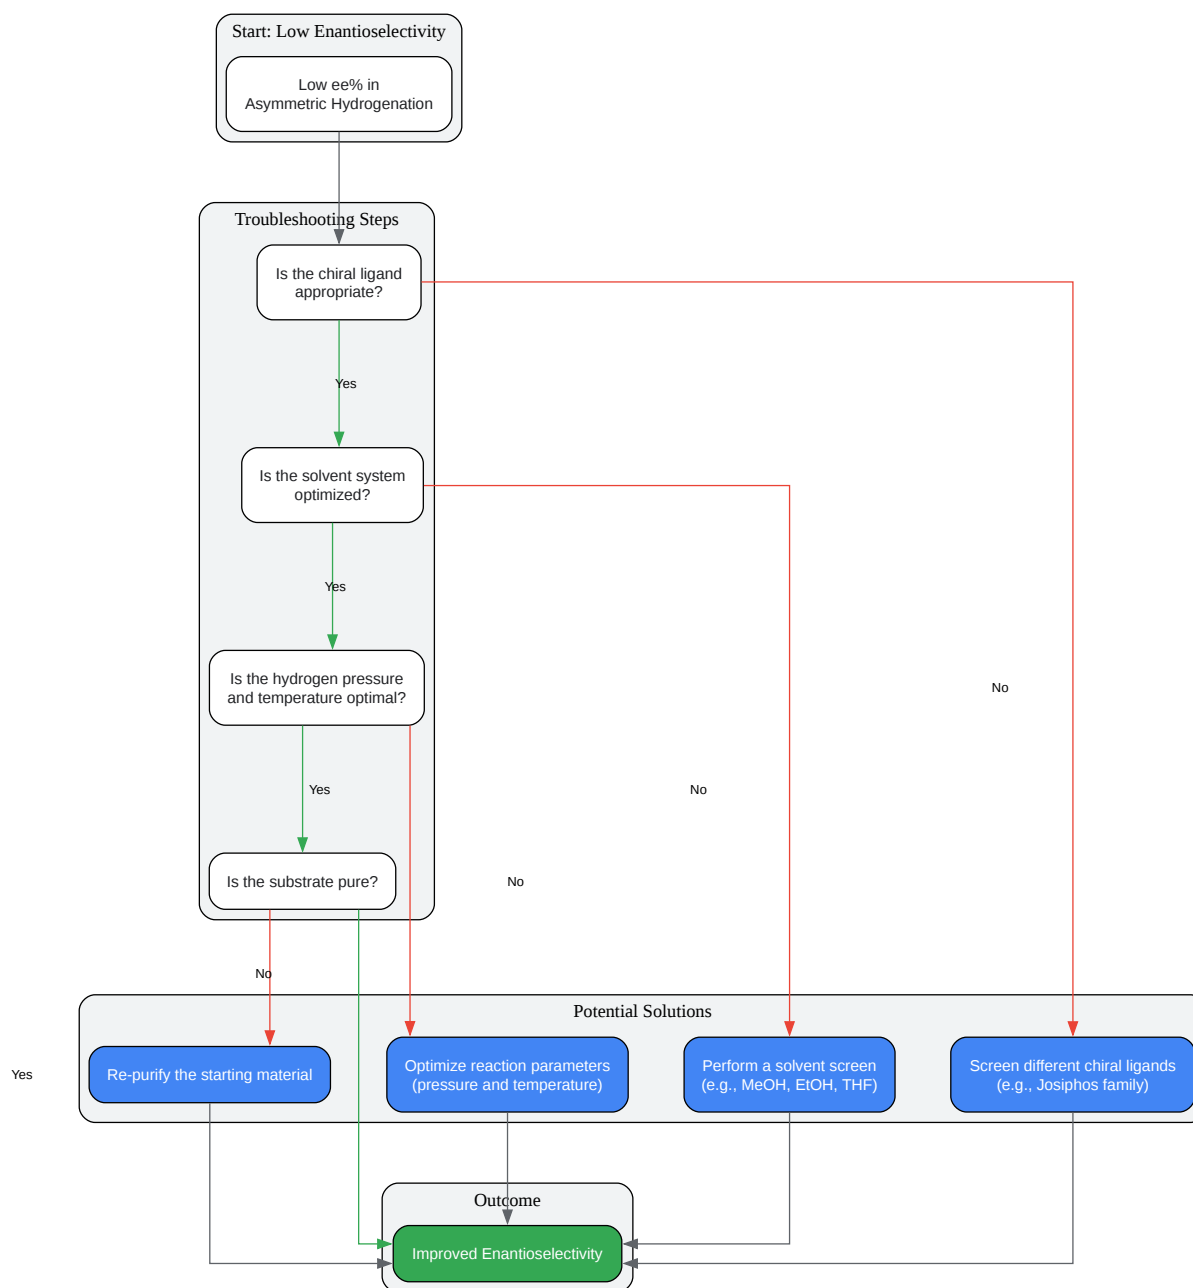 Start: Low Enantioselectivity
Low ee% in
Asymmetric Hydrogenation
Troubleshooting Steps
Is the chiral ligand
appropriate?
Yes
Is the solvent system
optimized?
Yes
Is the hydrogen pressure
and temperature optimal?
No
Yes
No
Is the substrate pure?
No
No
Potential Solutions
Re-purify the starting material
Optimize reaction parameters
(pressure and temperature)
Perform a solvent screen
(e.g., MeOH, EtOH, THF)
Screen different chiral ligands
(e.g., Josiphos family)
Yes
Outcome
Improved Enantioselectivity